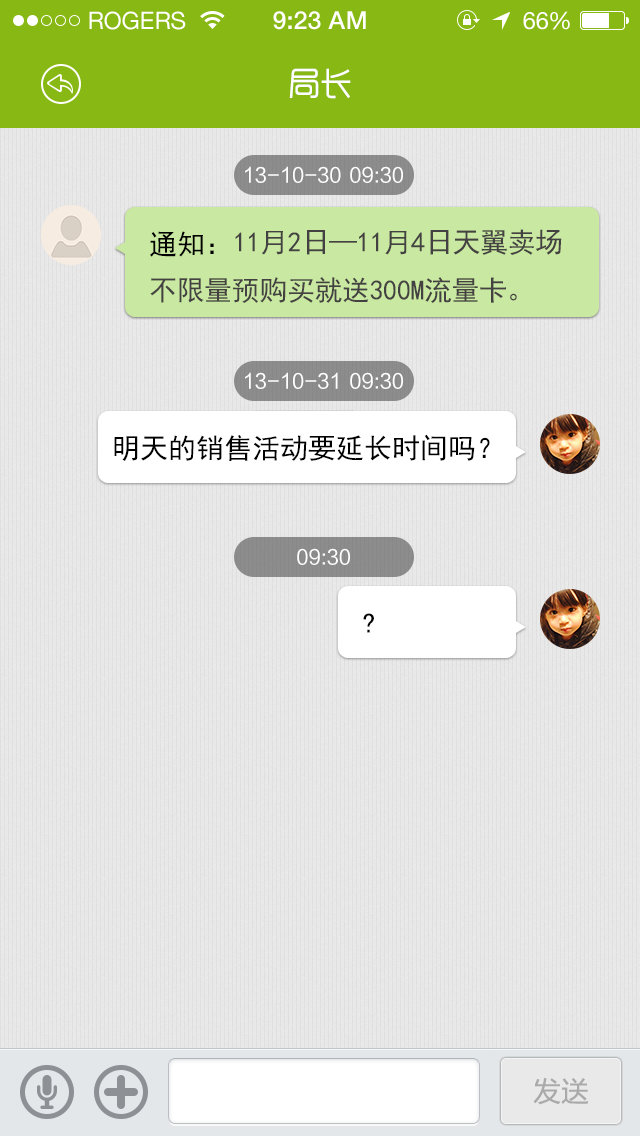 ROGERS 9:23 AM 66%
局长
13-10-30 09:30
通知：11月2日—11月4日天翼卖场
不限量预购买就送300M流量卡。
13-10-31 09:30
明天的销售活动要延长时间吗？
09:30
？
发送